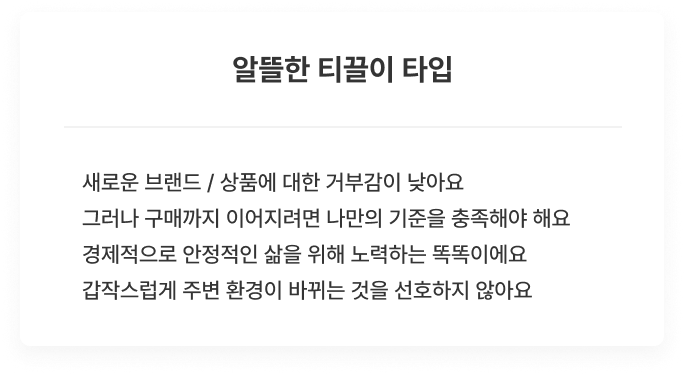 알뜰한 티끌이 타입
새로운 브랜드 / 상품에 대한 거부감이 낮아요
그러나 구매까지 이어지려면 나만의 기준을 충족해야 해요
경제적으로 안정적인 삶을 위해 노력하는 똑똑이에요
갑작스럽게 주변 환경이 바뀌는 것을 선호하지 않아요